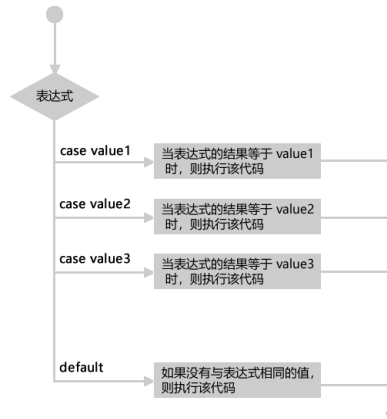 表达式
case value1
当表达式的结果等于 value1
时，则执行该代码
case value2
当表达式的结果等于 value2
时，则执行该代码
case value3
当表达式的结果等于 value3
时，则执行该代码
default
如果没有与表达式相同的值，
则执行该代码